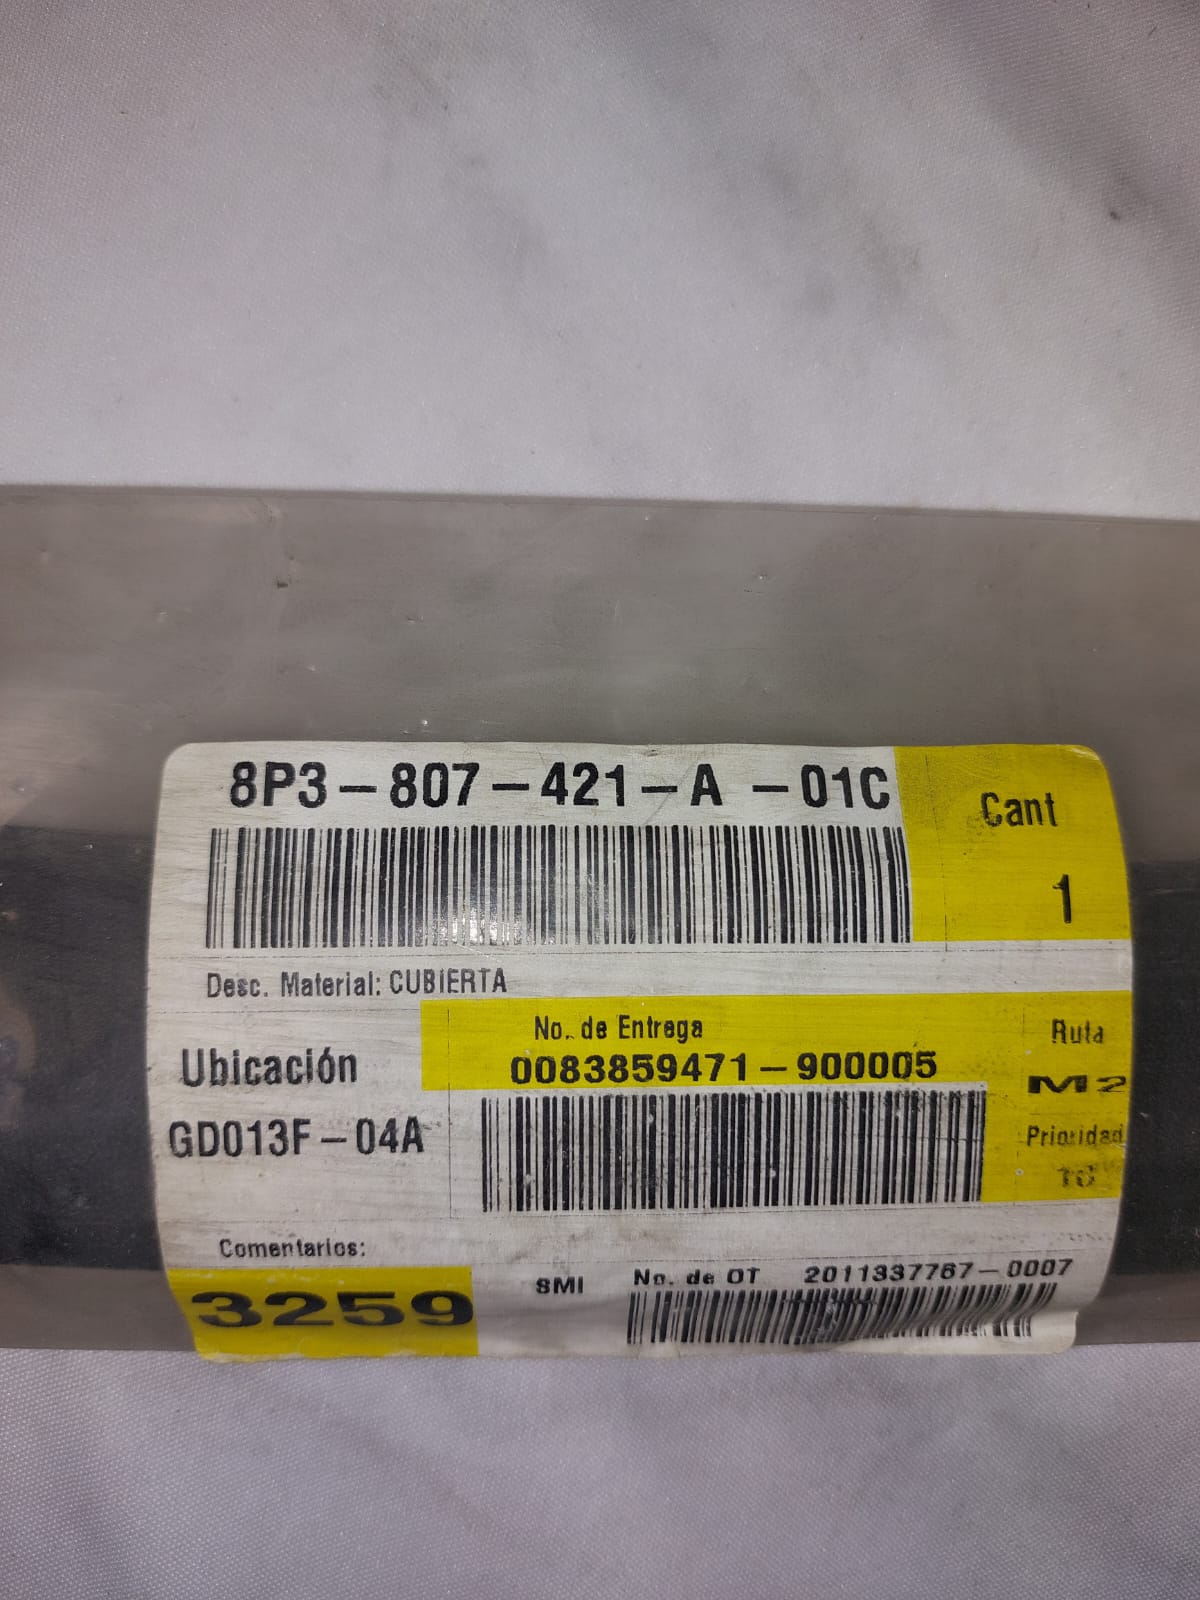 8P3-807-421-A -01C
Cant
1
Desc. Material: CUBIERTA
No. de Entrega
0083859471-900005
Ruta
M2
Ubicación
GD013F-04A
Prioridad
Comentarios:
3259
SMI
No. de OT 2011337767-0007